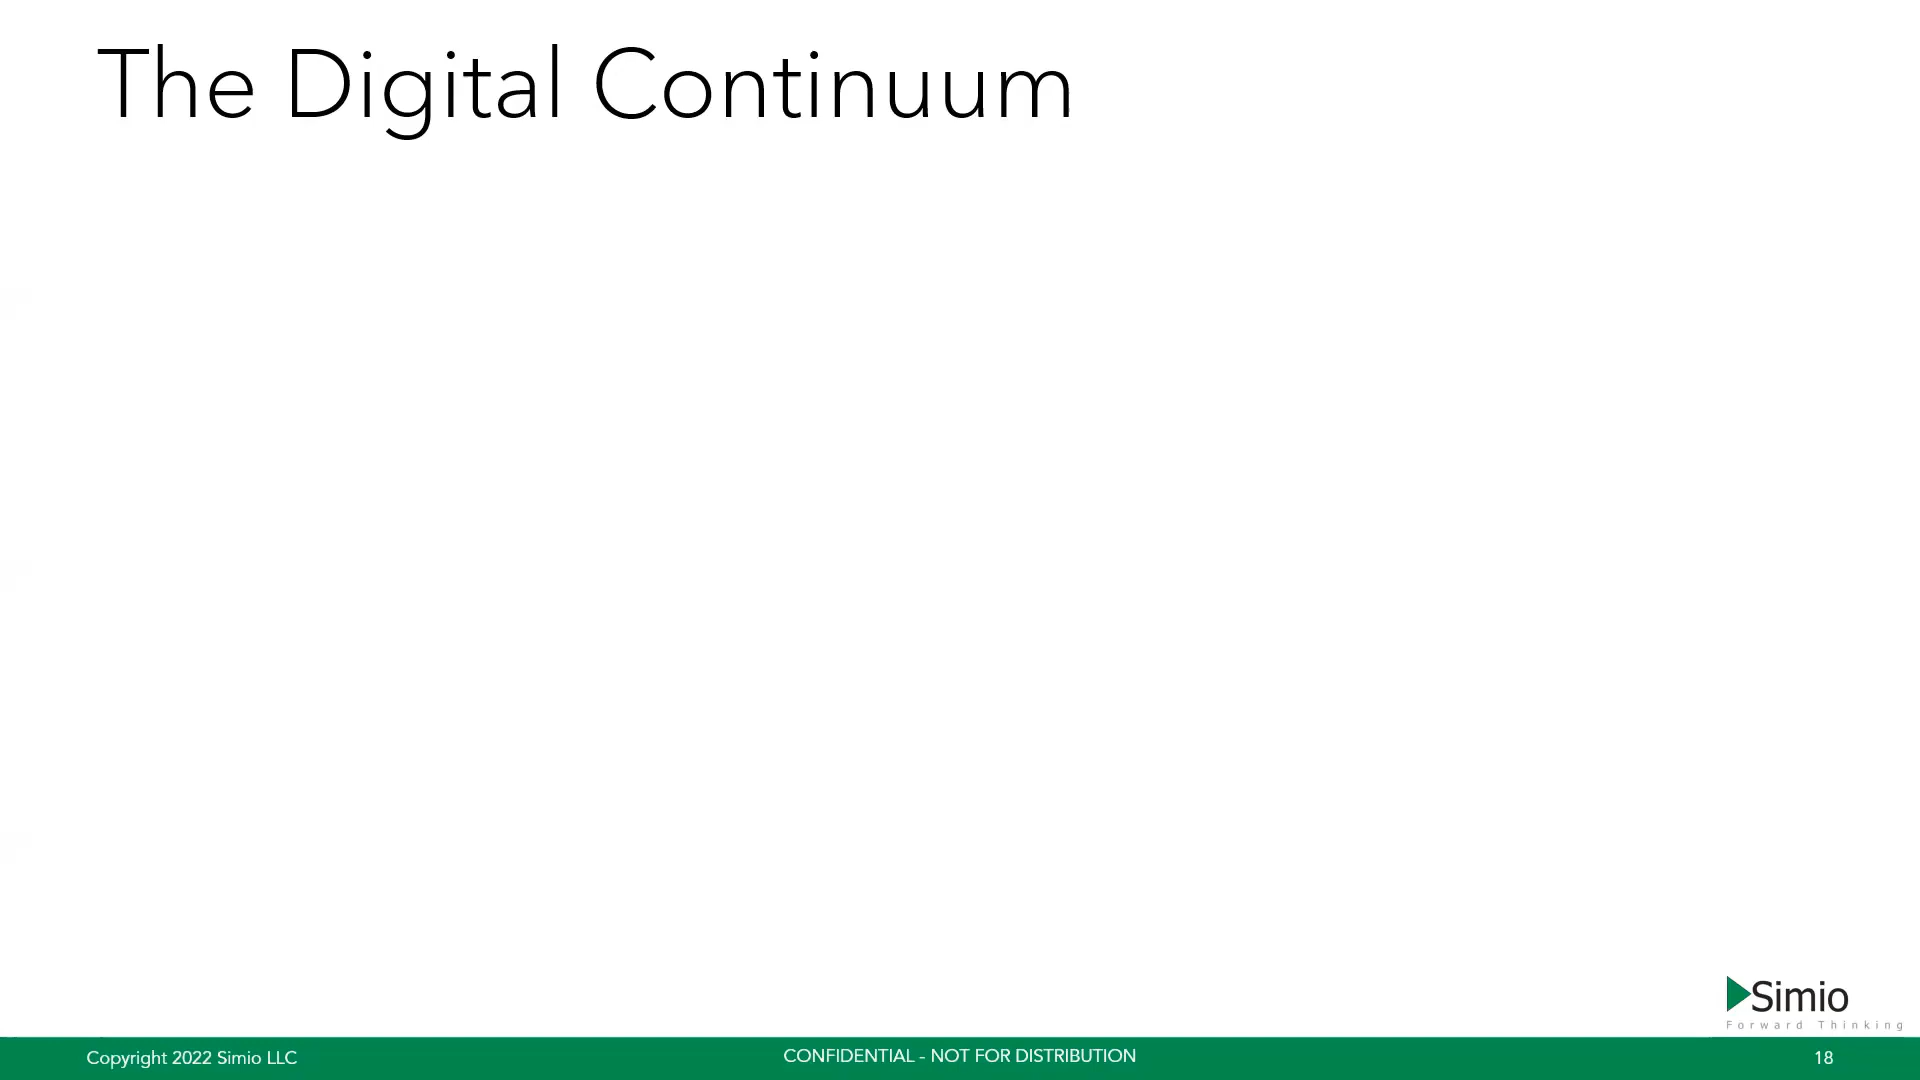 The Digital Continuum
Simio
Forward Thinking
Copyright 2022 Simio LLC
CONFIDENTIAL - NOT FOR DISTRIBUTION
18